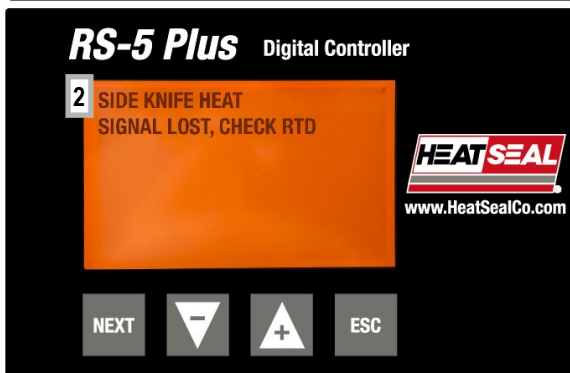 RS-5 Plus Digital Controller
2
SIDE KNIFE HEAT
SIGNAL LOST, CHECK RTD
HEAT SEAL
www.HeatSealCo.com
NEXT
-
+
ESC